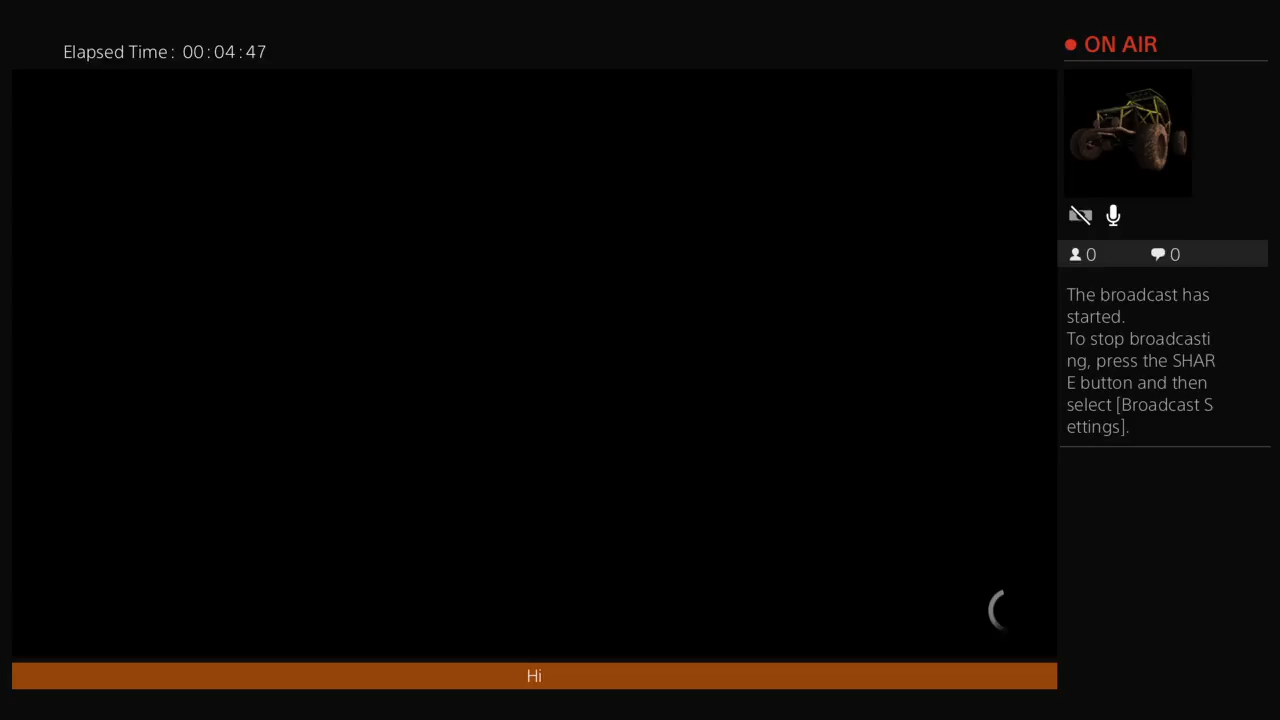 Elapsed Time: 00:04:47
ON AIR
0 0
The broadcast has
started.
To stop broadcasti
ng, press the SHAR
E button and then
select [Broadcast S
ettings].
Hi